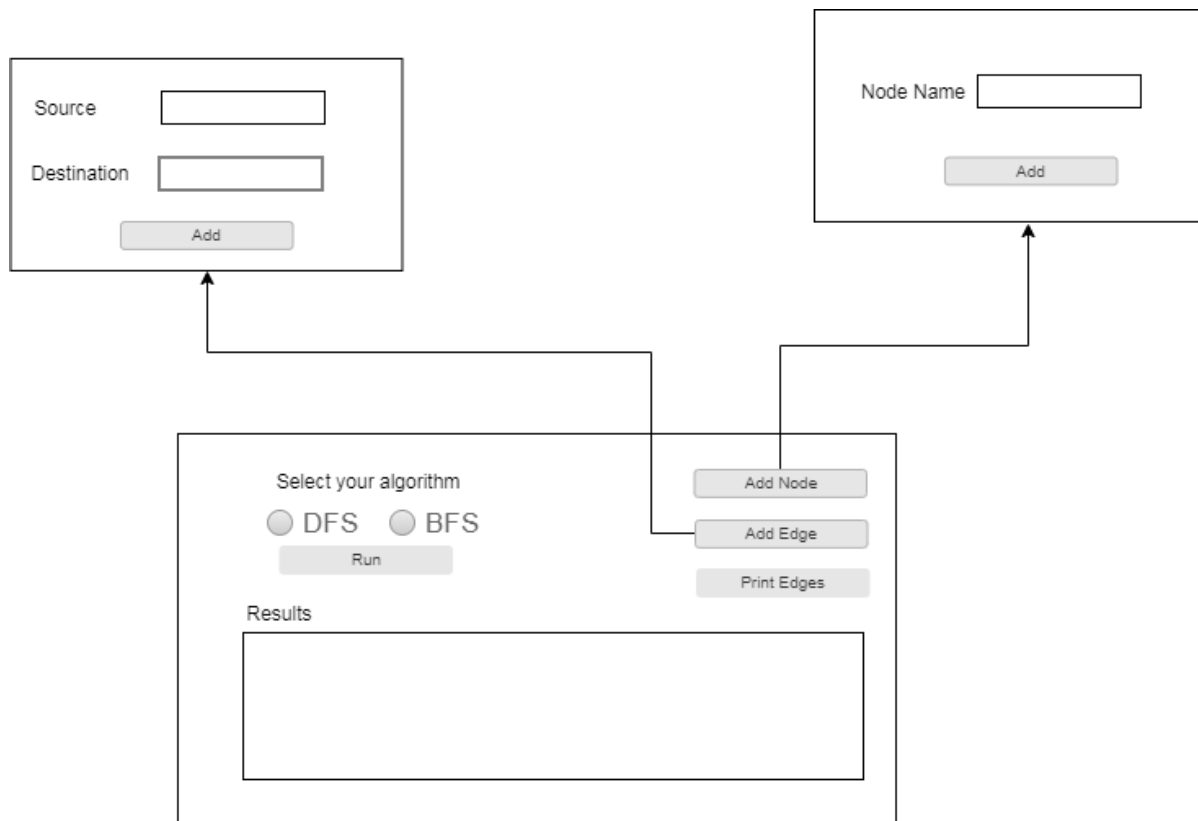 Source
Destination
Add
Node Name
Add
Select your algorithm
DFS BFS
Run
Add Node
Add Edge
Print Edges
Results